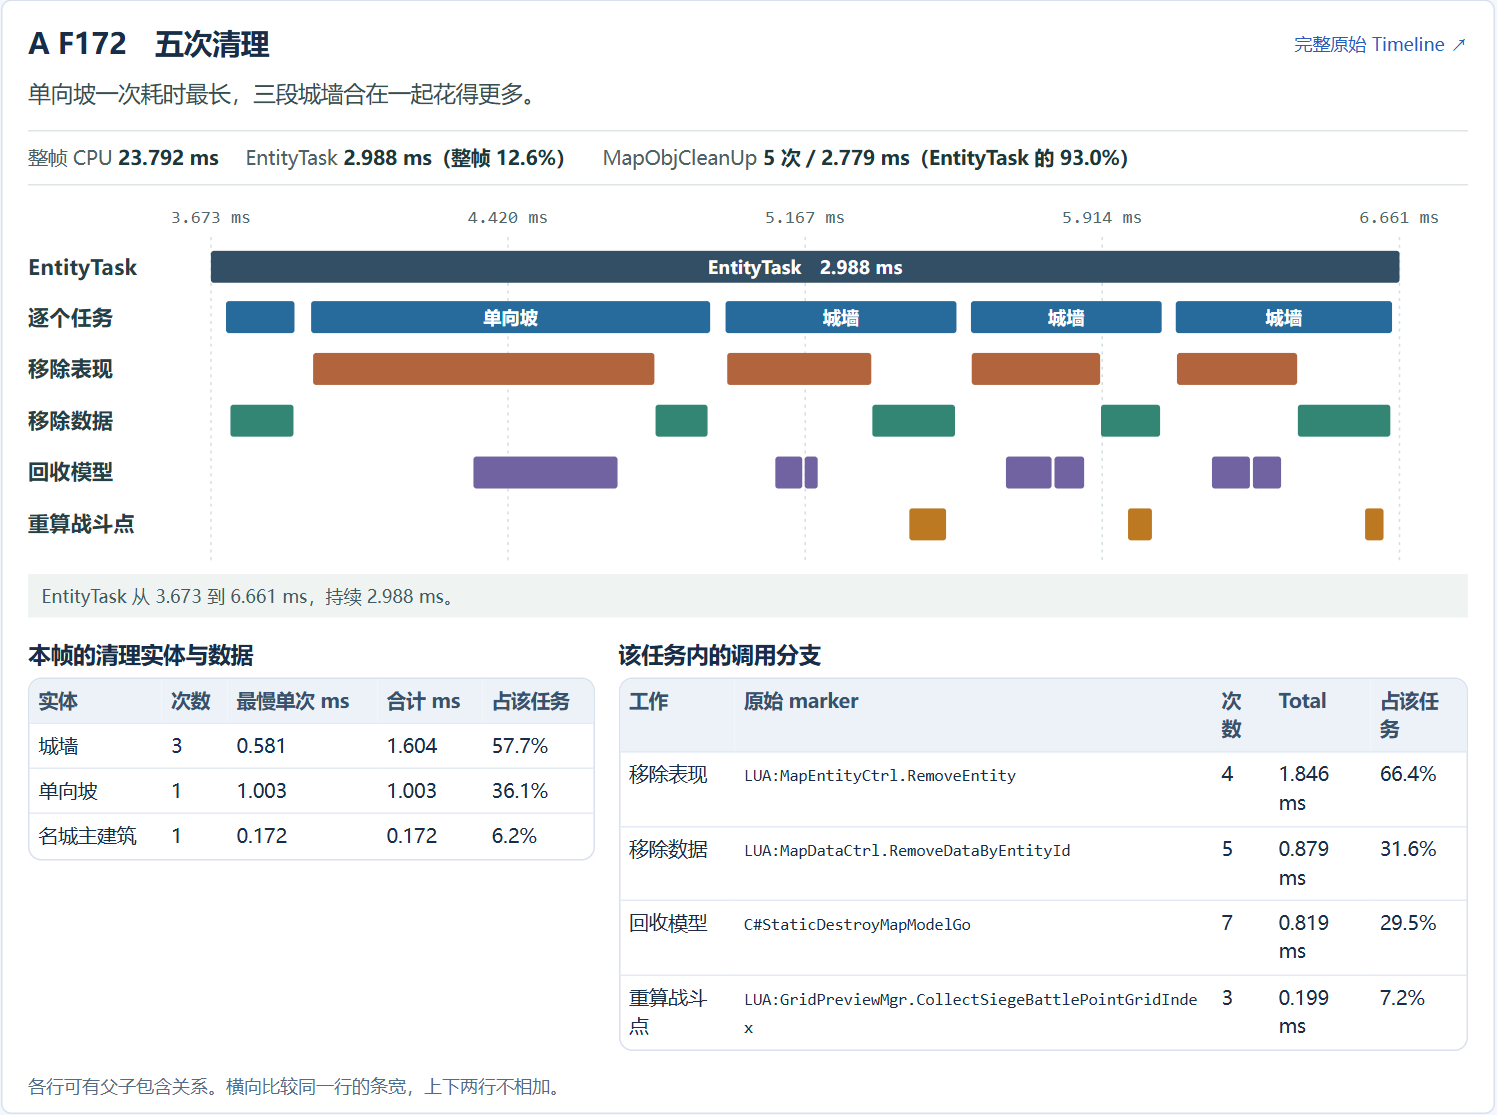 A F172 五次清理
完整原始 Timeline ↗
单向坡一次耗时最长，三段城墙合在一起花得更多。
整帧 CPU 23.792 ms EntityTask 2.988 ms（整帧 12.6%） MapObjCleanUp 5 次 / 2.779 ms（EntityTask 的 93.0%）
3.673 ms 4.420 ms 5.167 ms 5.914 ms 6.661 ms
EntityTask EntityTask 2.988 ms
逐个任务 单向坡 城墙 城墙 城墙
移除表现
移除数据
回收模型
重算战斗点
EntityTask 从 3.673 到 6.661 ms，持续 2.988 ms。
本帧的清理实体与数据
实体 次数 最慢单次 ms 合计 ms 占该任务
城墙 3 0.581 1.604 57.7%
单向坡 1 1.003 1.003 36.1%
名城主建筑 1 0.172 0.172 6.2%
该任务内的调用分支
工作 原始 marker 次 Total 占该任
数 务
移除表现 LUA:MapEntityCtrl.RemoveEntity 4 1.846 66.4%
ms
移除数据 LUA:MapDataCtrl.RemoveDataByEntityId 5 0.879 31.6%
ms
回收模型 C#StaticDestroyMapModelGo 7 0.819 29.5%
ms
重算战斗 LUA:GridPreviewMgr.CollectSiegeBattlePointGridInde 3 0.199 7.2%
点 x ms
各行可有父子包含关系。横向比较同一行的条宽，上下两行不相加。